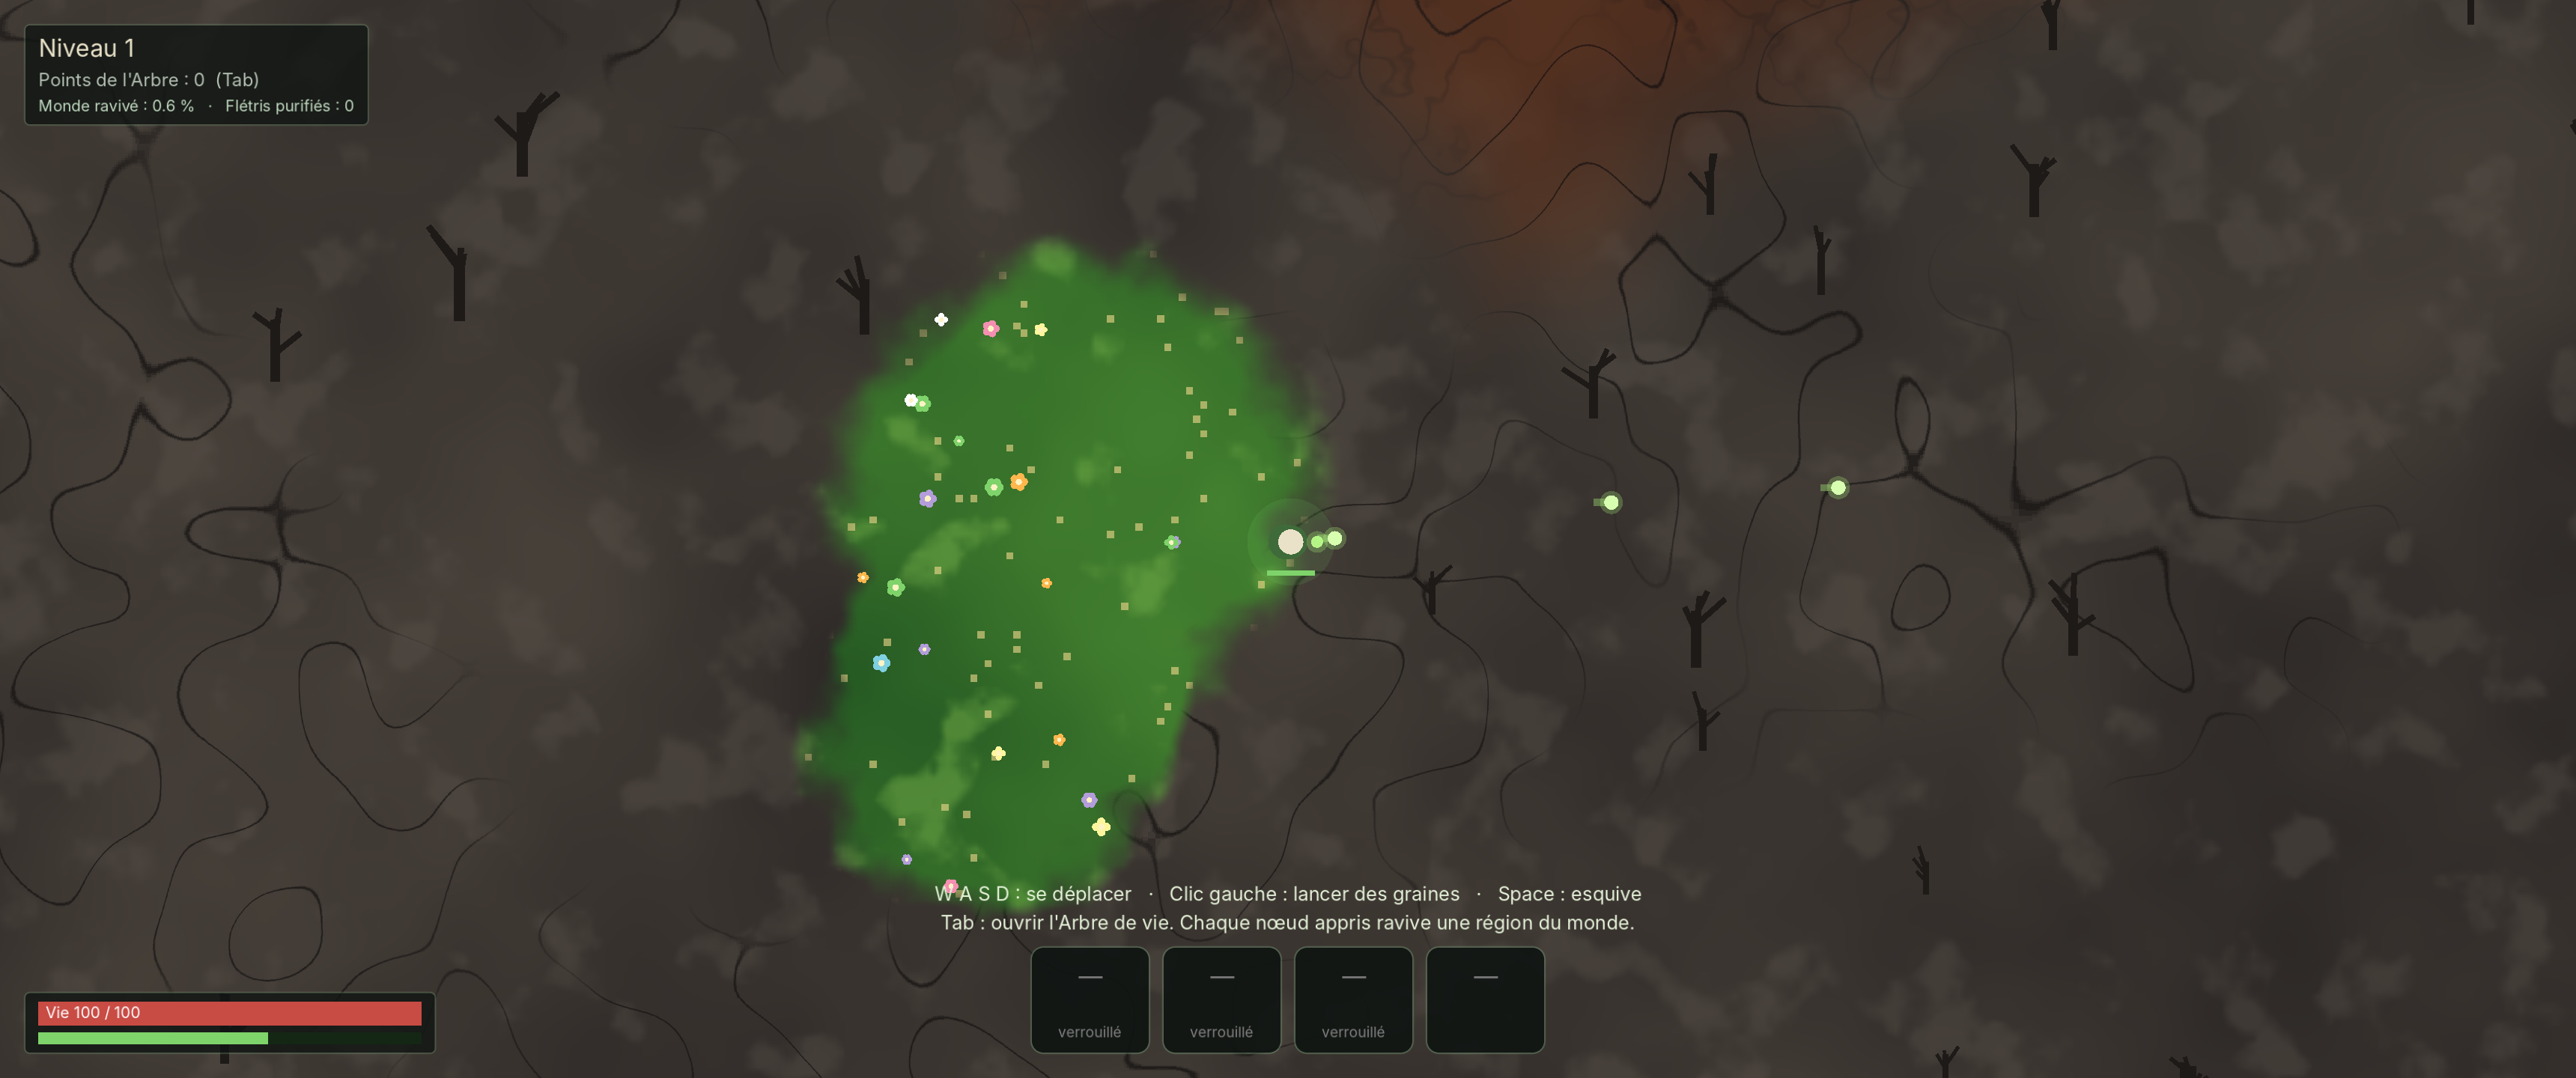 Niveau 1
Points de l'Arbre : 0 (Tab)
Monde ravivé : 0.6 % · Flétris purifiés : 0
W A S D : se déplacer · Clic gauche : lancer des graines · Space : esquive
Tab : ouvrir l'Arbre de vie. Chaque nœud appris ravive une région du monde.
— — — —
verrouillé verrouillé verrouillé
Vie 100 / 100